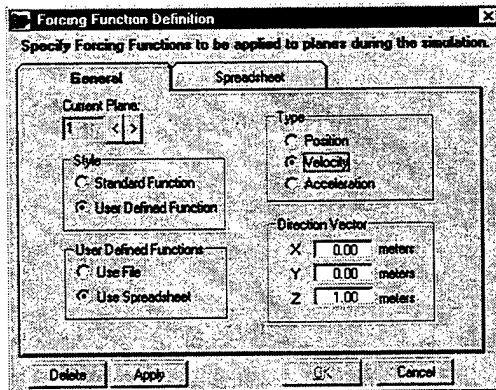 Forcing Function Definition
Specify Forcing Functions to be applied to planes during the simulation.
General
Spreadsheet
Current Plane:
1 < >
Style
Standard Function
User Defined Function
User Defined Functions
Use File
Use Spreadsheet
Type
Position
Velocity
Acceleration
Direction Vector
X 0.00 meters
Y 0.00 meters
Z 1.00 meters
Delete
Apply
OK
Cancel